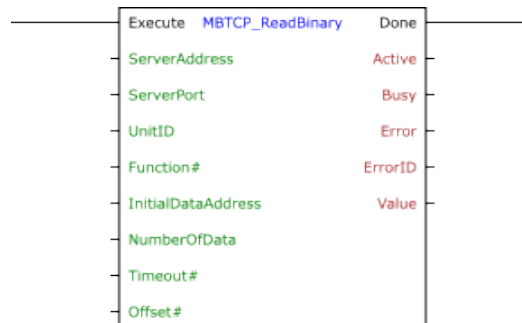 Execute MBTCP_ReadBinary Done
ServerAddress Active
ServerPort Busy
UnitID Error
Function# ErrorID
InitialDataAddress Value
NumberOfData
Timeout#
Offset#